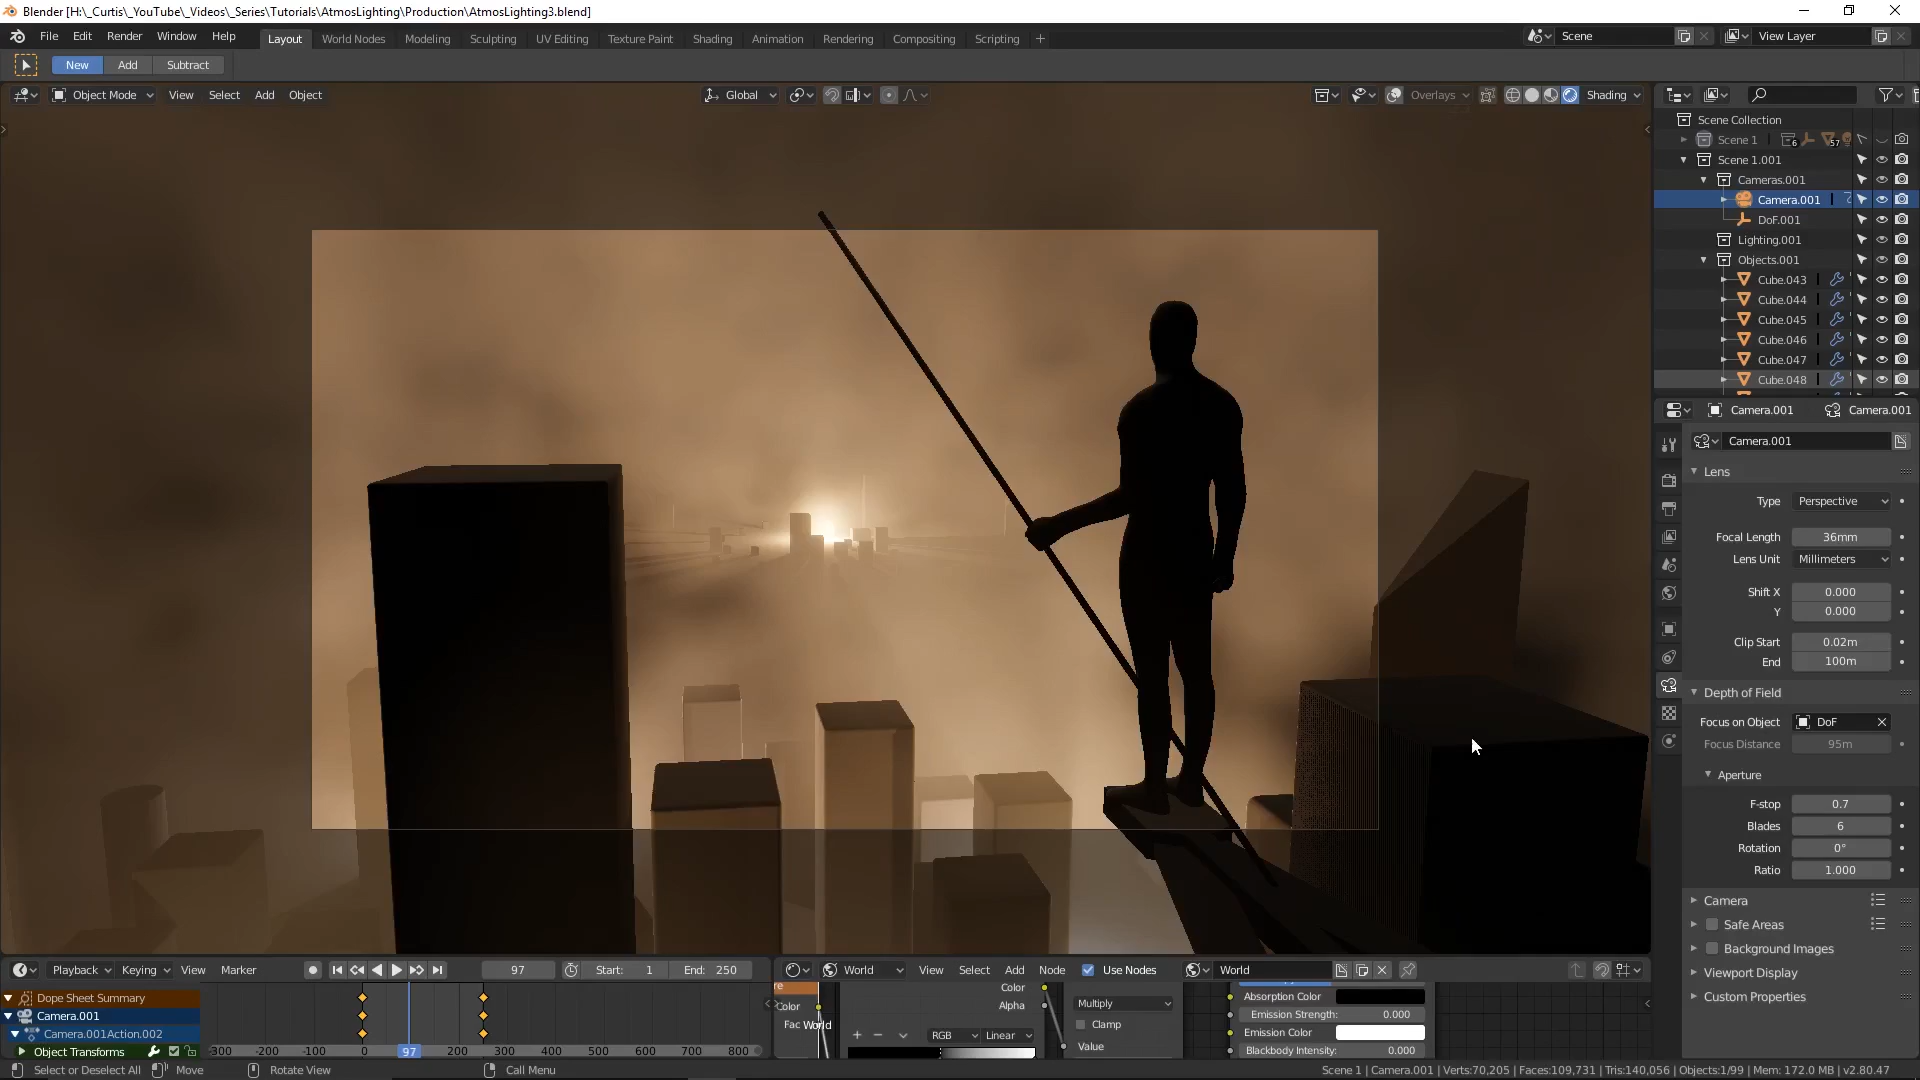 Blender [H:\_Curtis\_YouTube\_Videos\_Series\Tutorials\AtmosLighting\Production\AtmosLighting3.blend]
File Edit Render Window Help Layout World Nodes Modeling Sculpting UV Editing Texture Paint Shading Animation Rendering Compositing Scripting + Scene View Layer
New Add Subtract
Object Mode View Select Add Object Global Overlays Shading
Scene Collection
Scene 1 6 57
Scene 1.001
Cameras.001
Camera.001
DoF.001
Lighting.001
Objects.001
Cube.043
Cube.044
Cube.045
Cube.046
Cube.047
Cube.048
Camera.001 Camera.001
Camera.001
Lens
Type Perspective
Focal Length 36mm
Lens Unit Millimeters
Shift X 0.000
Y 0.000
Clip Start 0.02m
End 100m
Depth of Field
Focus on Object DoF
Focus Distance 95m
Aperture
F-stop 0.7
Blades 6
Rotation 0°
Ratio 1.000
Camera
Safe Areas
Background Images
Viewport Display
Custom Properties
Playback Keying View Marker 97 Start: 1 End: 250
Dope Sheet Summary
Camera.001
Camera.001Action.002
Object Transforms
-300 -200 -100 0 97 200 300 400 500 600 700 800
World View Select Add Node Use Nodes World
Color
Fac World
Color
Alpha
RGB Linear
Multiply
Clamp
Value
Absorption Color
Emission Strength: 0.000
Emission Color
Blackbody Intensity: 0.000
Select or Deselect All Move Rotate View Call Menu Scene 1 | Camera.001 | Verts:70,205 | Faces:109,731 | Tris:140,056 | Objects:1/99 | Mem: 172.0 MB | v2.80.47